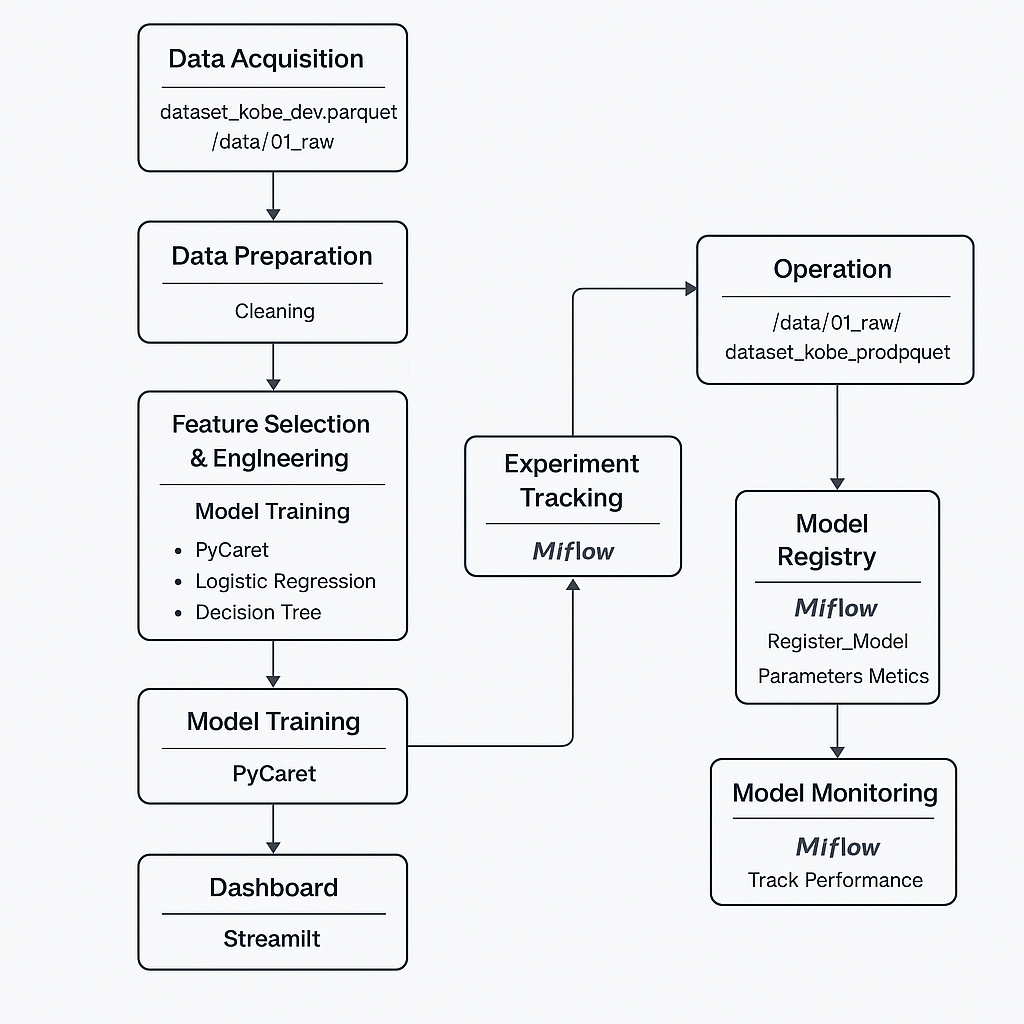 Data Acquisition
dataset_kobe_dev.parquet
/data/01_raw
Data Preparation
Cleaning
Feature Selection
& EngIneering
Model Training
• PyCaret
• Logistic Regression
• Decision Tree
Model Training
PyCaret
Dashboard
Streamilt
Experiment
Tracking
Miflow
Operation
/data/01_raw/
dataset_kobe_prodpquet
Model
Registry
Miflow
Register_Model
Parameters Metics
Model Monitoring
Miflow
Track Performance